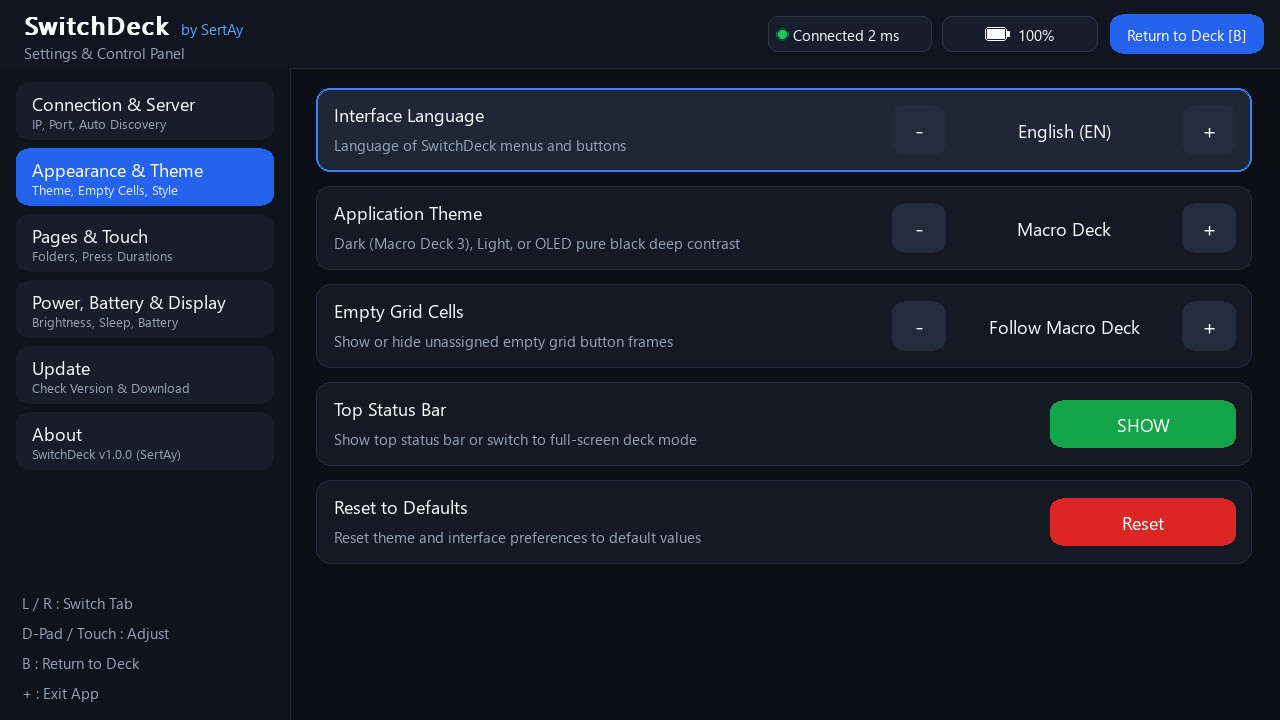 SwitchDeck by SertAy
Settings & Control Panel
Connected 2 ms
100%
Return to Deck [B]
Connection & Server
IP, Port, Auto Discovery
Appearance & Theme
Theme, Empty Cells, Style
Pages & Touch
Folders, Press Durations
Power, Battery & Display
Brightness, Sleep, Battery
Update
Check Version & Download
About
SwitchDeck v1.0.0 (SertAy)
L / R : Switch Tab
D-Pad / Touch : Adjust
B : Return to Deck
+ : Exit App
Interface Language
Language of SwitchDeck menus and buttons
- English (EN) +
Application Theme
Dark (Macro Deck 3), Light, or OLED pure black deep contrast
- Macro Deck +
Empty Grid Cells
Show or hide unassigned empty grid button frames
- Follow Macro Deck +
Top Status Bar
Show top status bar or switch to full-screen deck mode
SHOW
Reset to Defaults
Reset theme and interface preferences to default values
Reset